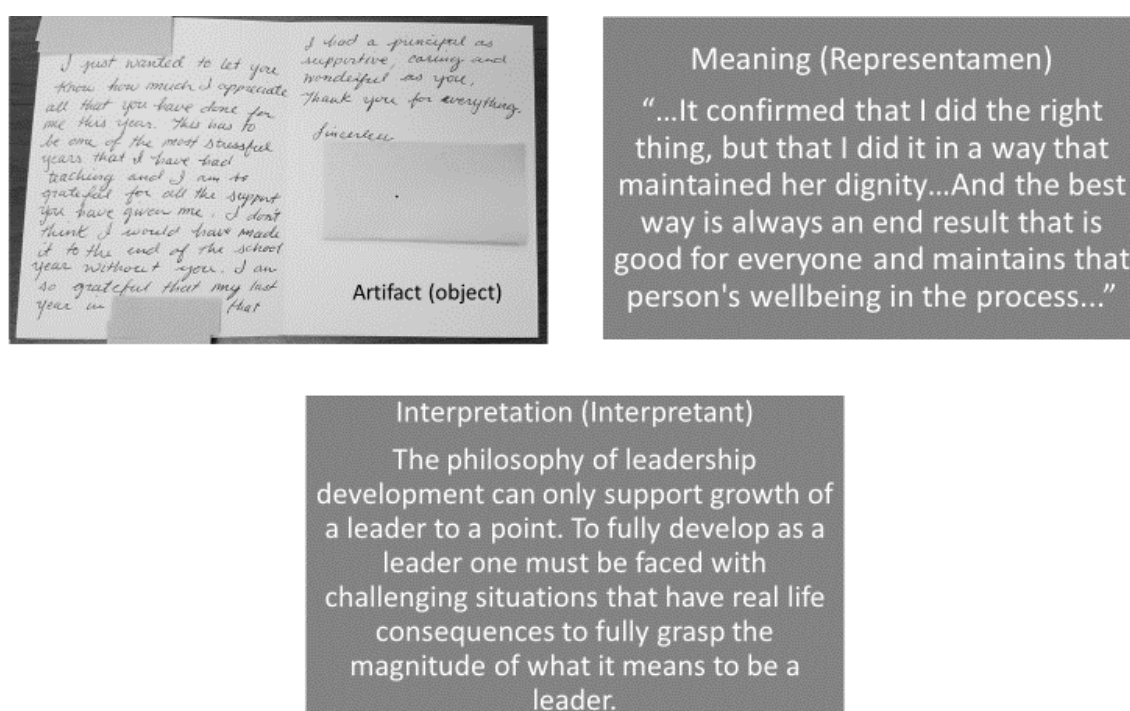 I just wanted to let you
know how much I appreciate
all that you have done for
me this year. This has to
be one of the most stressful
years that I have had
teaching and I am so
grateful for all the support
you have given me. I don't
think I would have made
it to the end of the school
year without you. I am
so grateful that my last
year in that
I had a principal as
supportive, caring and
wonderful as you.
Thank you for everything.
Sincerely
Artifact (object)
Meaning (Representamen)
“...It confirmed that I did the right
thing, but that I did it in a way that
maintained her dignity...And the best
way is always an end result that is
good for everyone and maintains that
person's wellbeing in the process...”
Interpretation (Interpretant)
The philosophy of leadership
development can only support growth of
a leader to a point. To fully develop as a
leader one must be faced with
challenging situations that have real life
consequences to fully grasp the
magnitude of what it means to be a
leader.